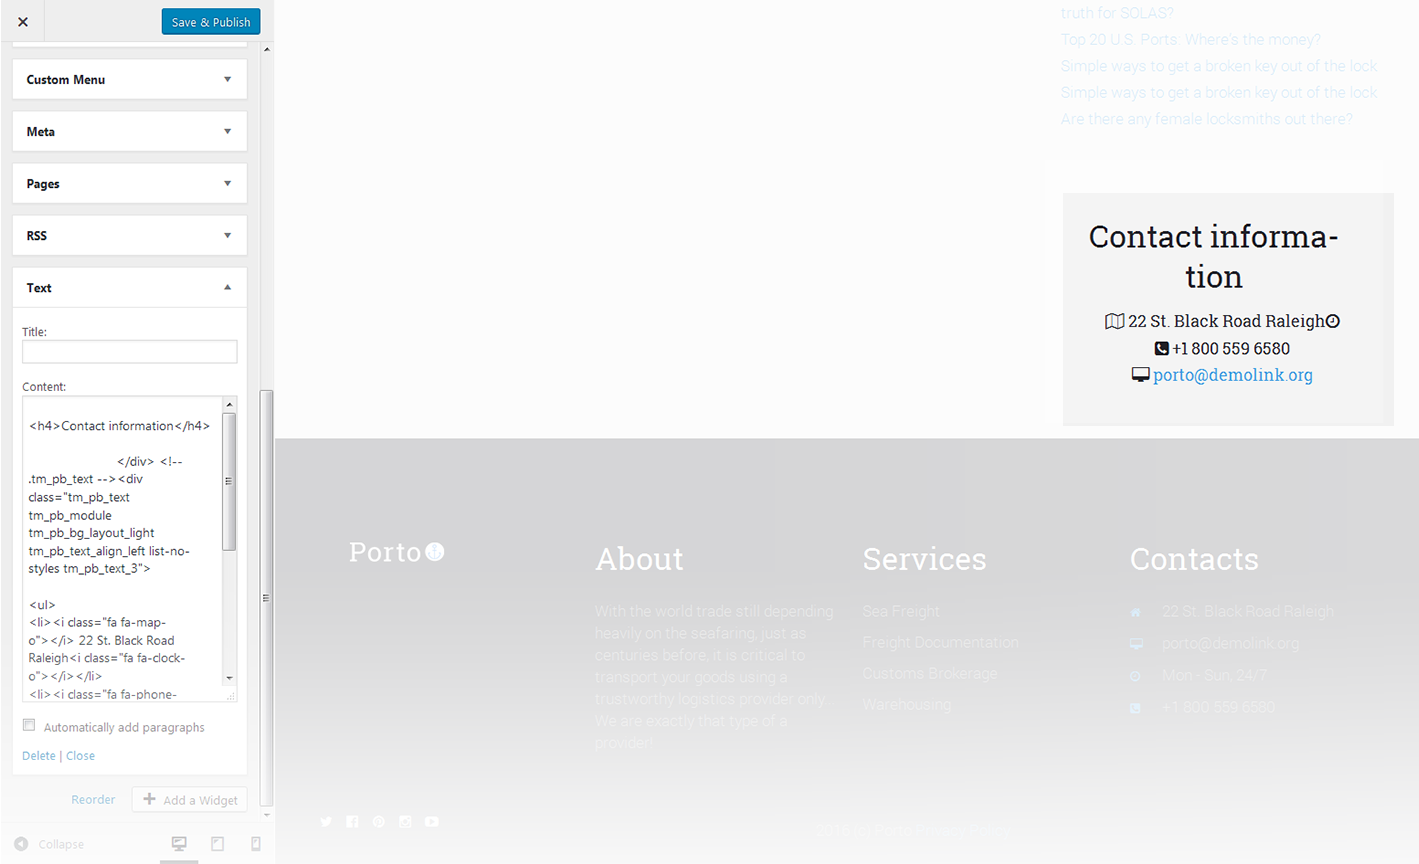 Save & Publish
Custom Menu
Meta
Pages
RSS
Text
Title:
Content:
<h4>Contact information</h4>
</div> <!--
.tm_pb_text --><div
class="tm_pb_text
tm_pb_module
tm_pb_bg_layout_light
tm_pb_text_align_left list-no-
styles tm_pb_text_3">
<ul>
<li><i class="fa fa-map-
o"></i> 22 St. Black Road
Raleigh<i class="fa fa-clock-
o"></i></li>
<li><i class="fa fa-phone-
Automatically add paragraphs
Delete | Close
Reorder
Add a Widget
Collapse
truth for SOLAS?
Top 20 U.S. Ports: Where's the money?
Simple ways to get a broken key out of the lock
Simple ways to get a broken key out of the lock
Are there any female locksmiths out there?
Contact informa-
tion
22 St. Black Road Raleigh
+1 800 559 6580
porto@demolink.org
Porto
About
With the world trade still depending
heavily on the seafaring, just as
centuries before, it is critical to
transport your goods using a
trustworthy logistics provider only.
We are exactly that type of a
provider!
Services
Sea Freight
Freight Documentation
Customs Brokerage
Warehousing
Contacts
22 St. Black Road Raleigh
porto@demolink.org
Mon - Sun, 24/7
+1 800 559 6580